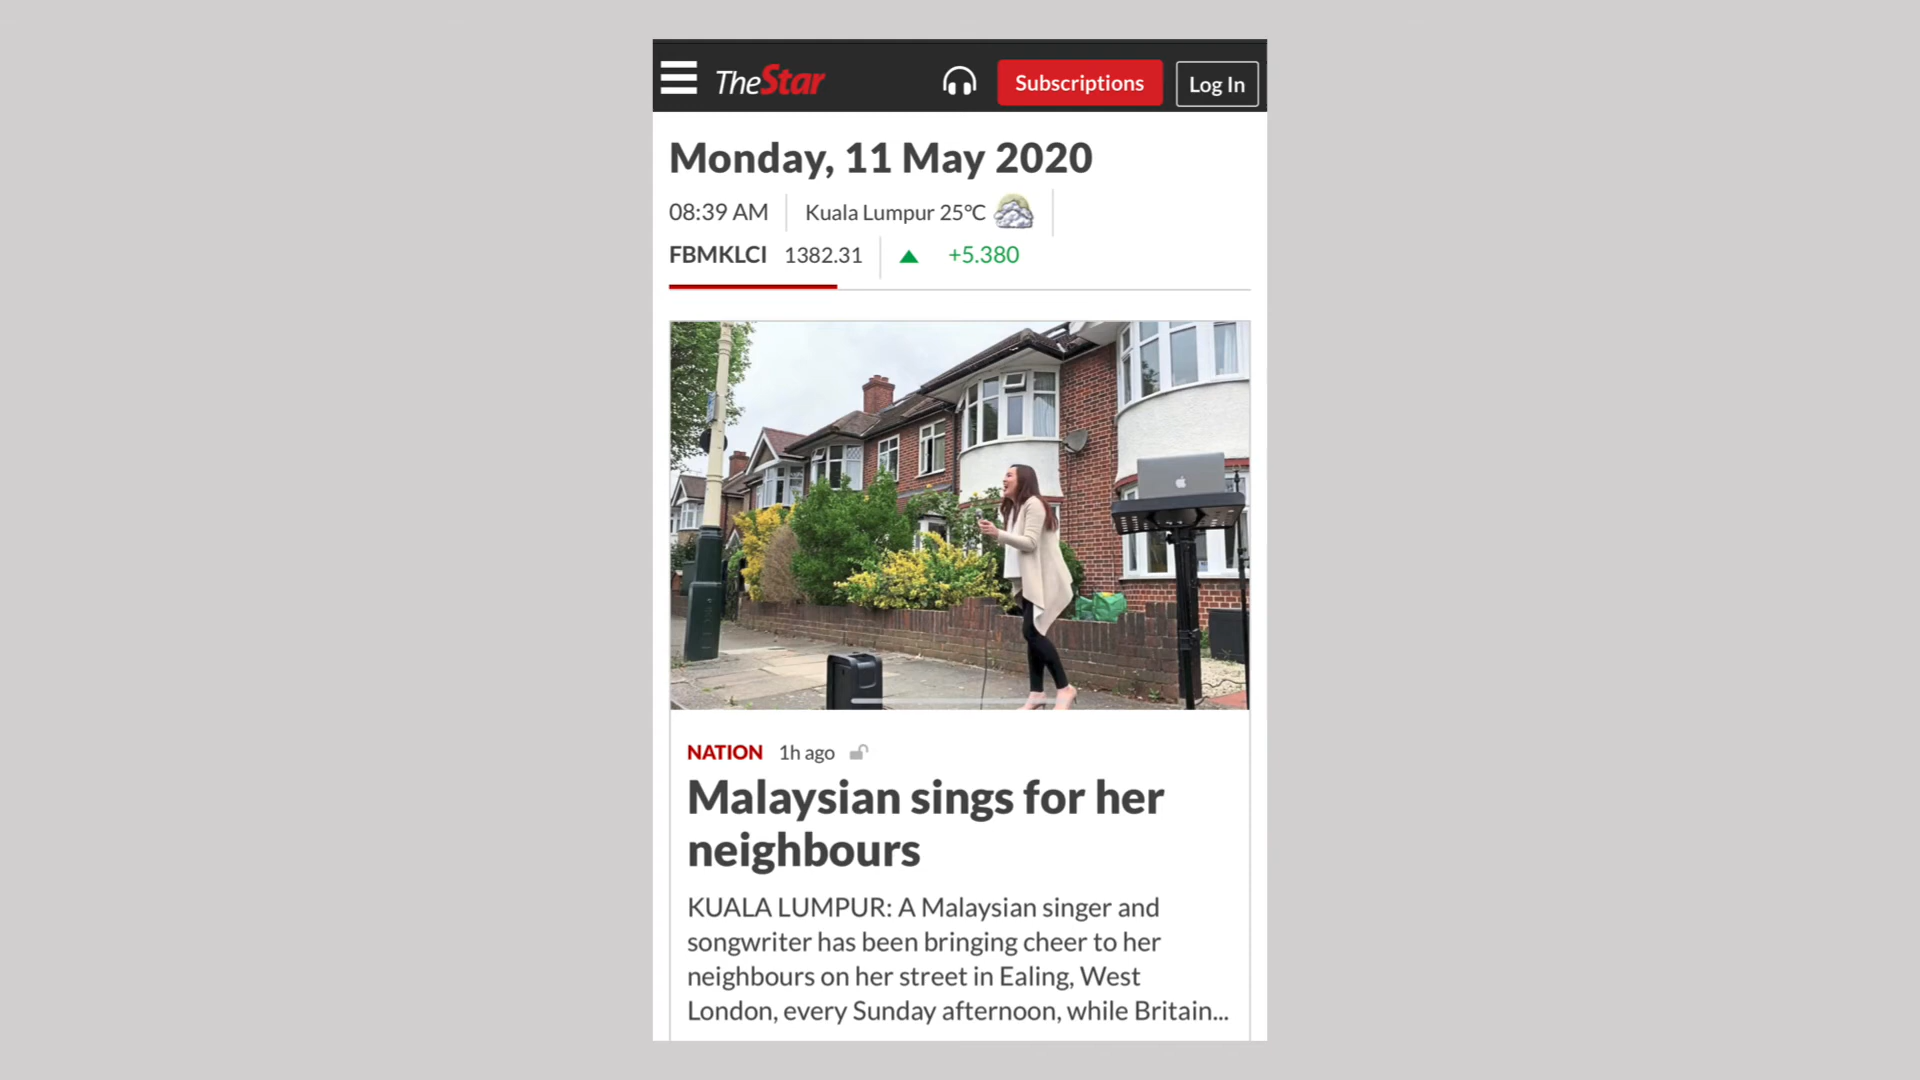 TheStar
Subscriptions
Log In
Monday, 11 May 2020
08:39 AM
Kuala Lumpur 25°C
FBMKLCI 1382.31 +5.380
NATION 1h ago
Malaysian sings for her
neighbours
KUALA LUMPUR: A Malaysian singer and
songwriter has been bringing cheer to her
neighbours on her street in Ealing, West
London, every Sunday afternoon, while Britain...